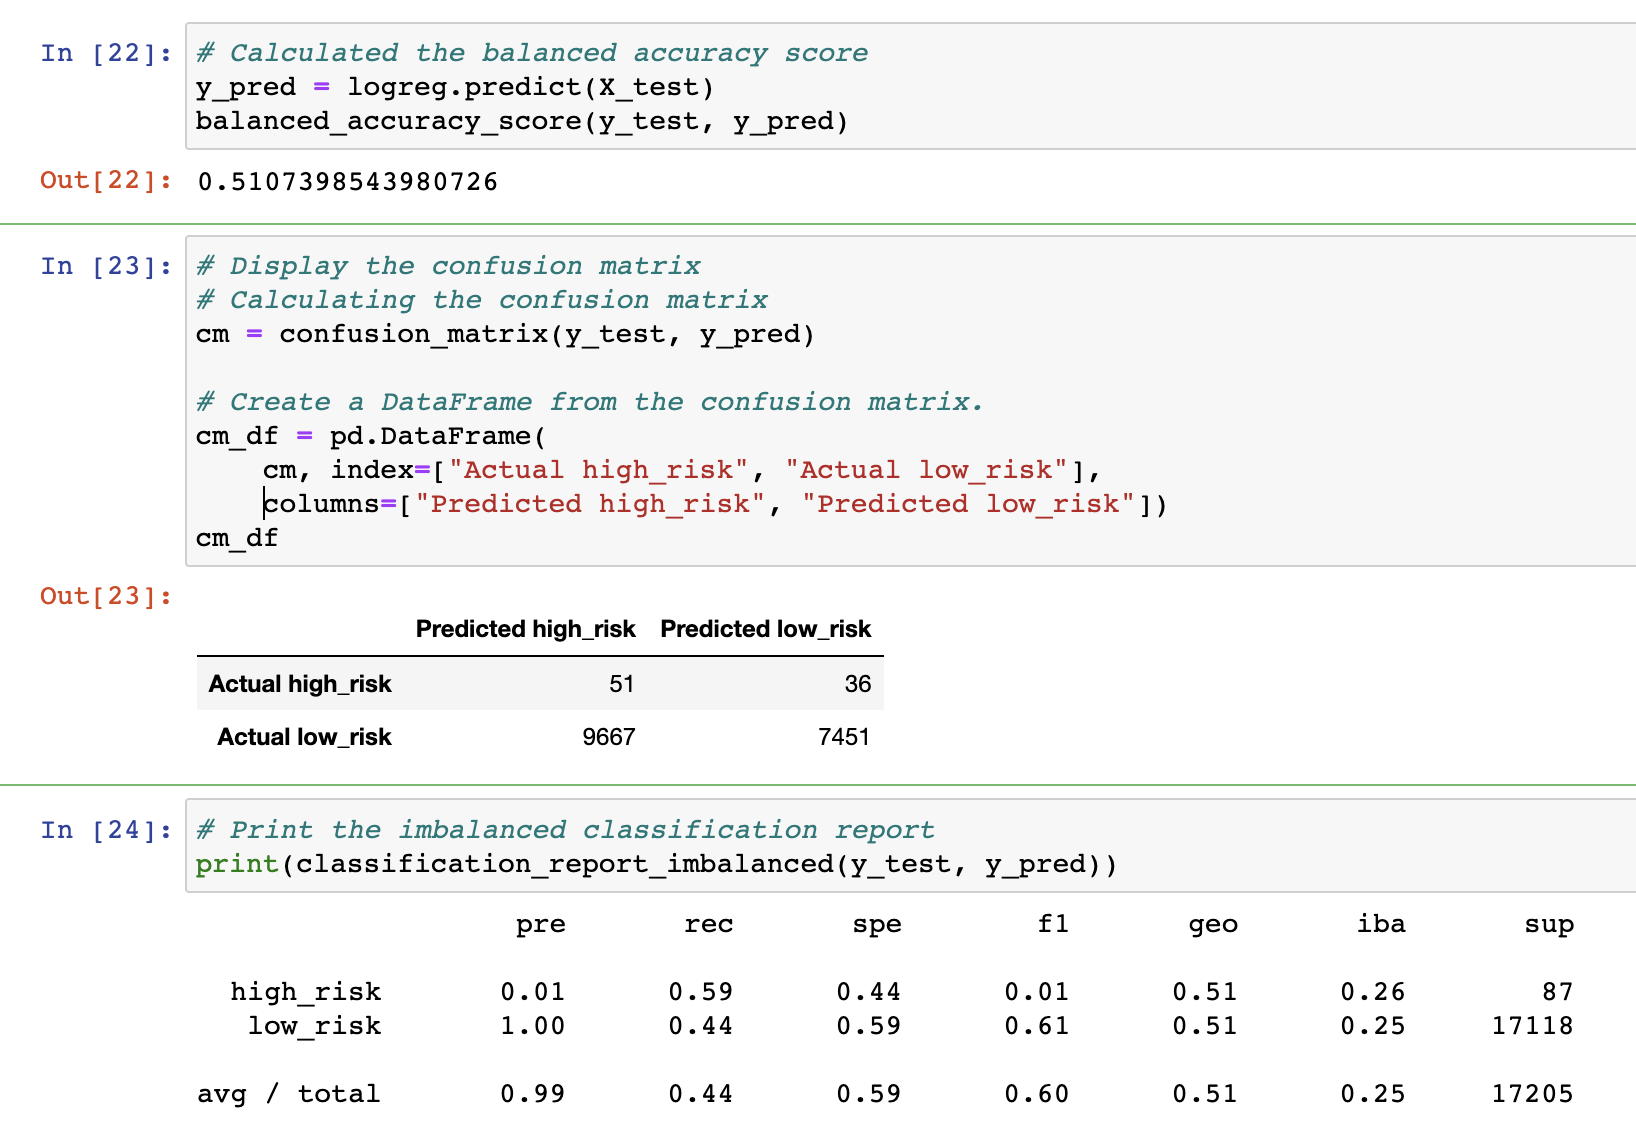 In [22]: # Calculated the balanced accuracy score
y_pred = logreg.predict(X_test)
balanced_accuracy_score(y_test, y_pred)
Out[22]: 0.5107398543980726
In [23]: # Display the confusion matrix
# Calculating the confusion matrix
cm = confusion_matrix(y_test, y_pred)
# Create a DataFrame from the confusion matrix.
cm_df = pd.DataFrame(
    cm, index=["Actual high_risk", "Actual low_risk"],
    columns=["Predicted high_risk", "Predicted low_risk"])
cm_df
Out[23]:
Predicted high_risk Predicted low_risk
Actual high_risk 51 36
Actual low_risk 9667 7451
In [24]: # Print the imbalanced classification report
print(classification_report_imbalanced(y_test, y_pred))
pre rec spe f1 geo iba sup
high_risk 0.01 0.59 0.44 0.01 0.51 0.26 87
low_risk 1.00 0.44 0.59 0.61 0.51 0.25 17118
avg / total 0.99 0.44 0.59 0.60 0.51 0.25 17205